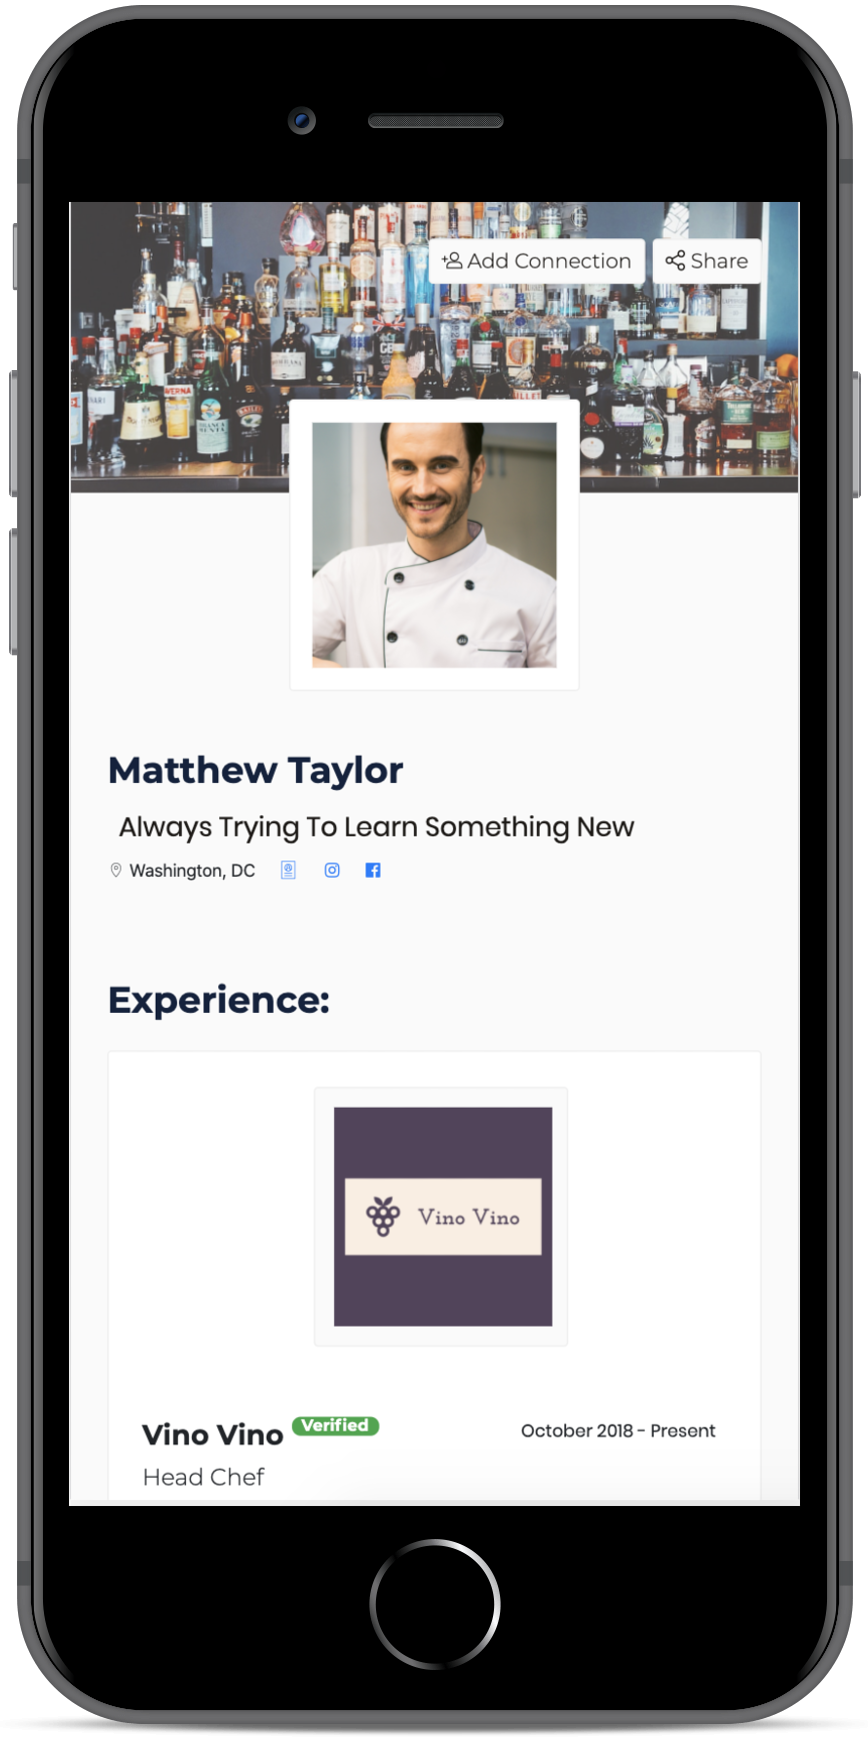 Add Connection Share
Matthew Taylor
Always Trying To Learn Something New
Washington, DC
Experience:
Vino Vino
Vino Vino Verified October 2018 - Present
Head Chef